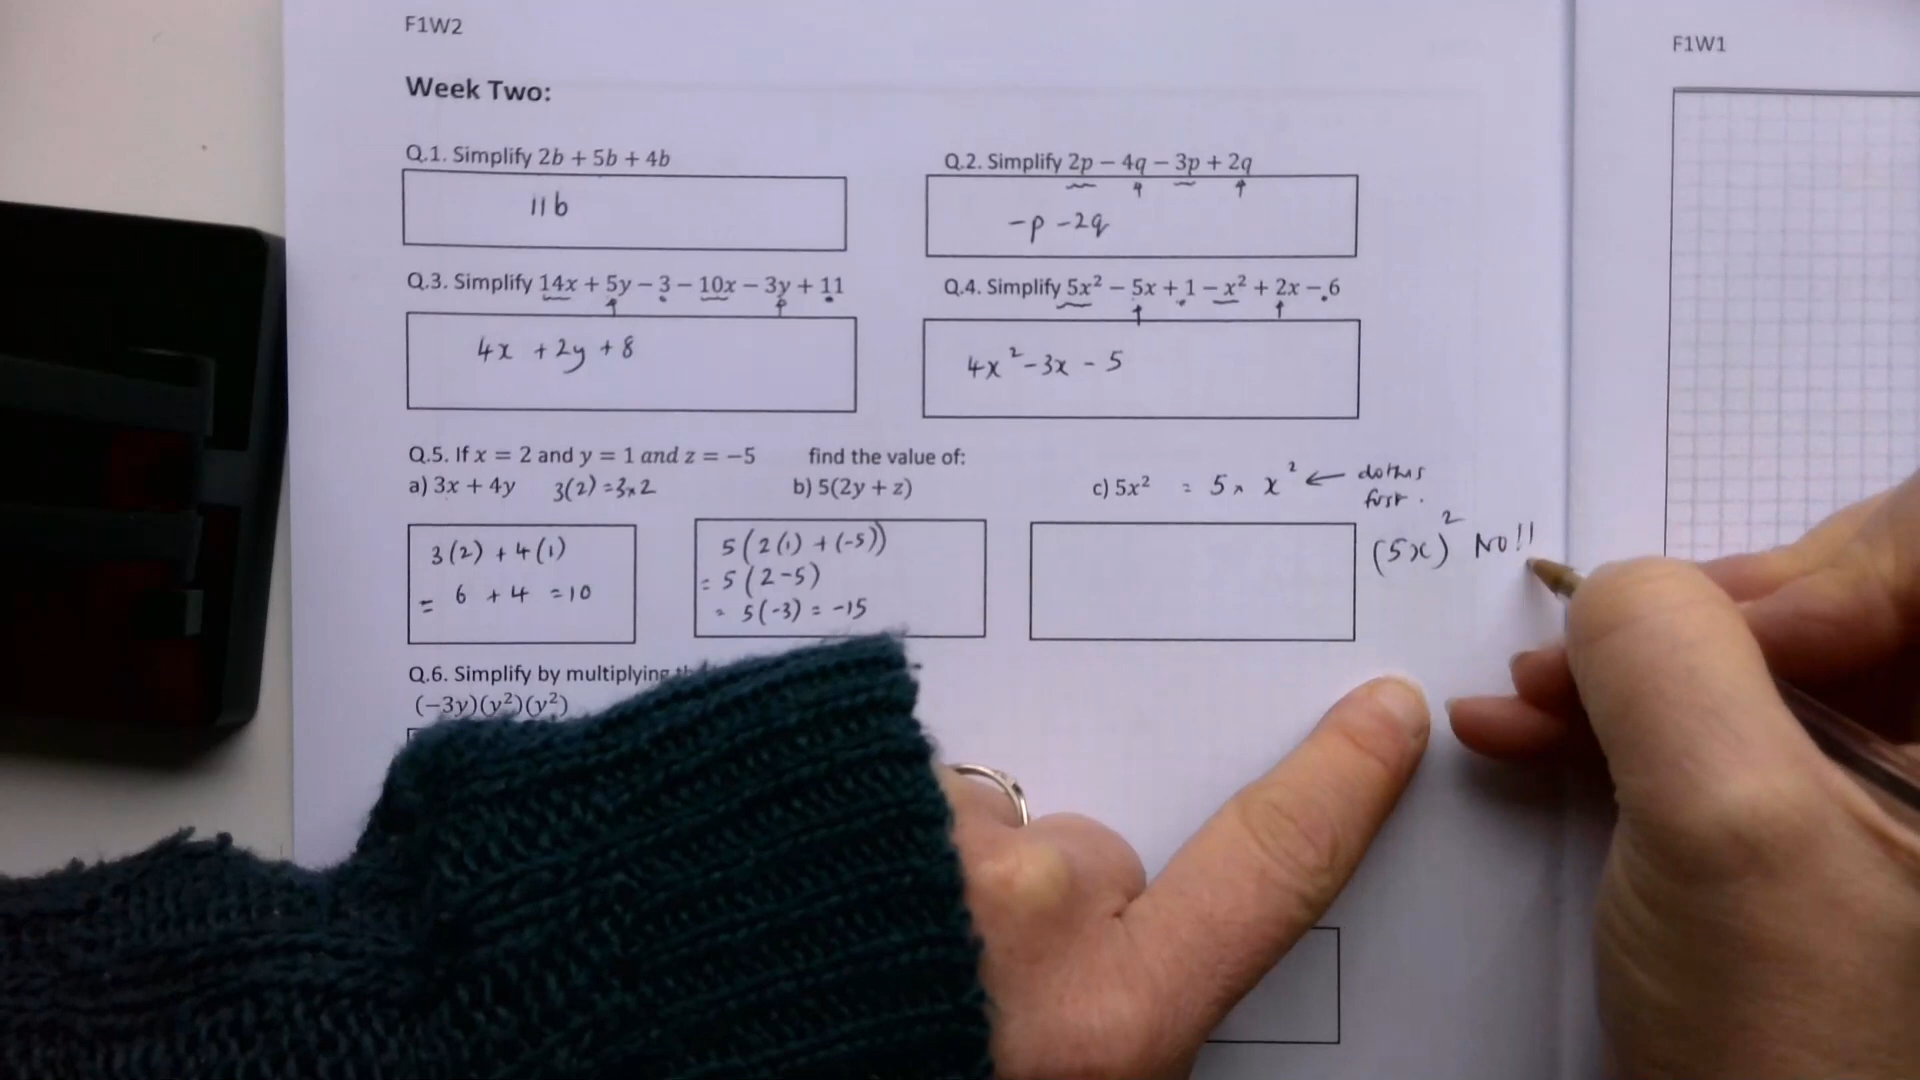 F1W2
F1W1
Week Two:
Q.1. Simplify 2b + 5b + 4b
11b
Q.2. Simplify 2p − 4q − 3p + 2q
-p -2q
Q.3. Simplify 14x + 5y − 3 − 10x − 3y + 11
4x + 2y + 8
Q.4. Simplify 5x² − 5x + 1 − x² + 2x − 6
4x² - 3x - 5
Q.5. If x = 2 and y = 1 and z = −5 find the value of:
a) 3x + 4y 3(2) = 3×2
3(2) + 4(1)
= 6 + 4 = 10
b) 5(2y + z)
5(2(1) + (-5))
= 5(2-5)
= 5(-3) = -15
c) 5x² = 5 × x² ← do this
first.
(5x)² NO!!
Q.6. Simplify by multiplying
(−3y)(y²)(y²)